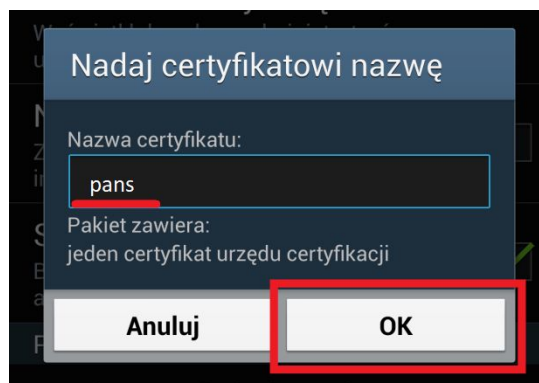 Nadaj certyfikatowi nazwę
Nazwa certyfikatu:
pans
Pakiet zawiera:
jeden certyfikat urzędu certyfikacji
Anuluj
OK